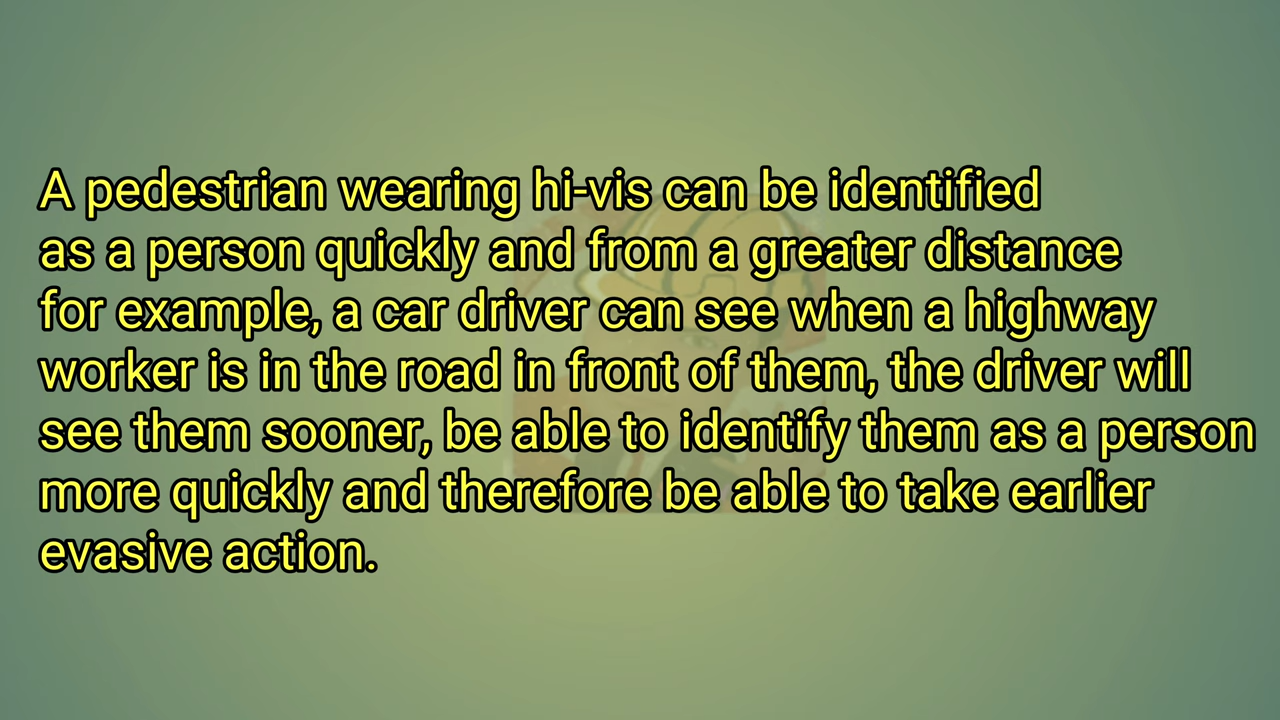 A pedestrian wearing hi-vis can be identified
as a person quickly and from a greater distance
for example, a car driver can see when a highway
worker is in the road in front of them, the driver will
see them sooner, be able to identify them as a person
more quickly and therefore be able to take earlier
evasive action.